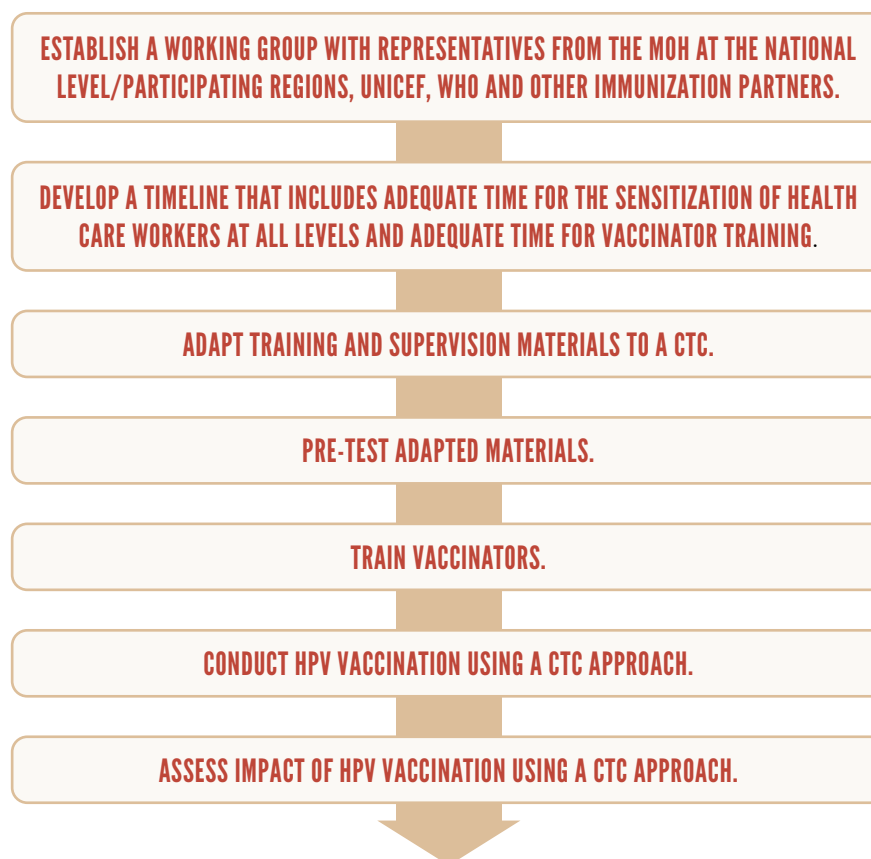 ESTABLISH A WORKING GROUP WITH REPRESENTATIVES FROM THE MOH AT THE NATIONAL
LEVEL/PARTICIPATING REGIONS, UNICEF, WHO AND OTHER IMMUNIZATION PARTNERS.
DEVELOP A TIMELINE THAT INCLUDES ADEQUATE TIME FOR THE SENSITIZATION OF HEALTH
CARE WORKERS AT ALL LEVELS AND ADEQUATE TIME FOR VACCINATOR TRAINING.
ADAPT TRAINING AND SUPERVISION MATERIALS TO A CTC.
PRE-TEST ADAPTED MATERIALS.
TRAIN VACCINATORS.
CONDUCT HPV VACCINATION USING A CTC APPROACH.
ASSESS IMPACT OF HPV VACCINATION USING A CTC APPROACH.